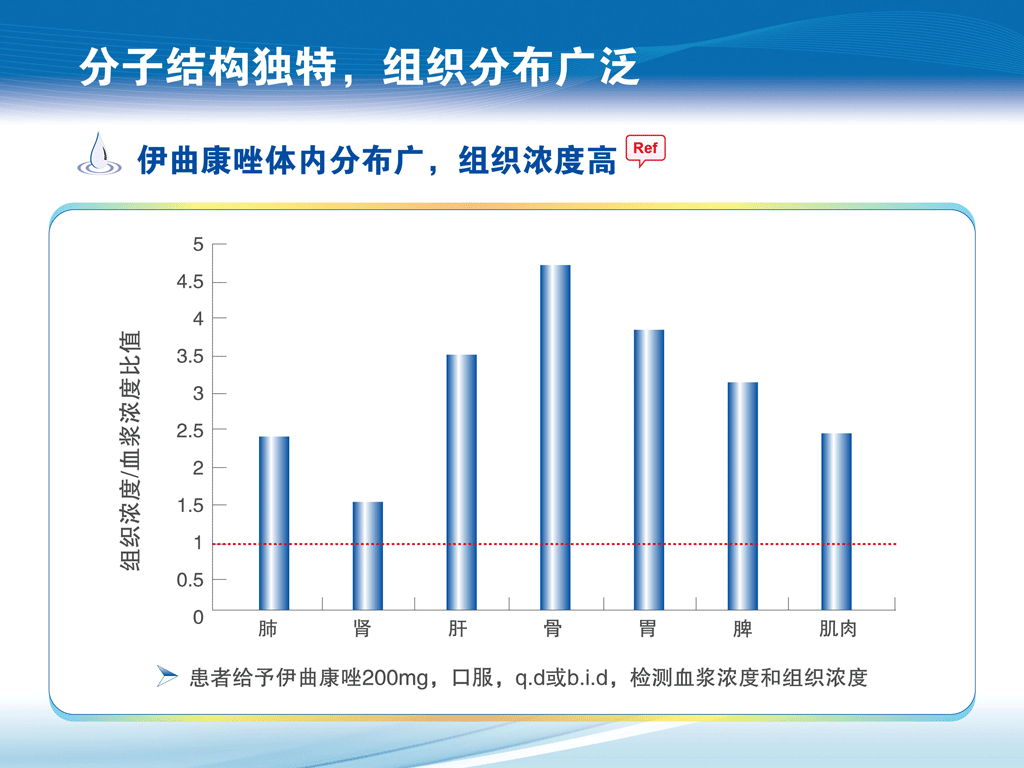 分子结构独特，组织分布广泛
伊曲康唑体内分布广，组织浓度高
Ref
组织浓度/血浆浓度比值
5
4.5
4
3.5
3
2.5
2
1.5
1
0.5
0
肺 肾 肝 骨 胃 脾 肌肉
患者给予伊曲康唑200mg，口服，q.d或b.i.d，检测血浆浓度和组织浓度